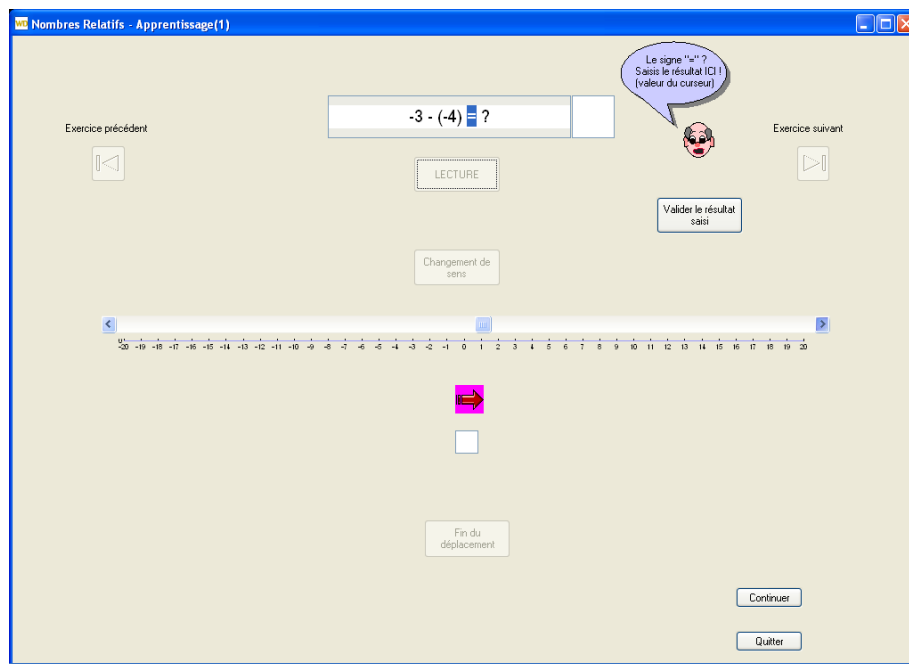 WD Nombres Relatifs - Apprentissage(1)
Le signe "=" ?
Saisis le résultat ICI !
(valeur du curseur)
-3 - (-4) = ?
Exercice précédent
Exercice suivant
LECTURE
Valider le résultat
saisi
Changement de
sens
-20 -19 -18 -17 -16 -15 -14 -13 -12 -11 -10 -9 -8 -7 -6 -5 -4 -3 -2 -1 0 1 2 3 4 5 6 7 8 9 10 11 12 13 14 15 16 17 18 19 20
Fin du
déplacement
Continuer
Quitter